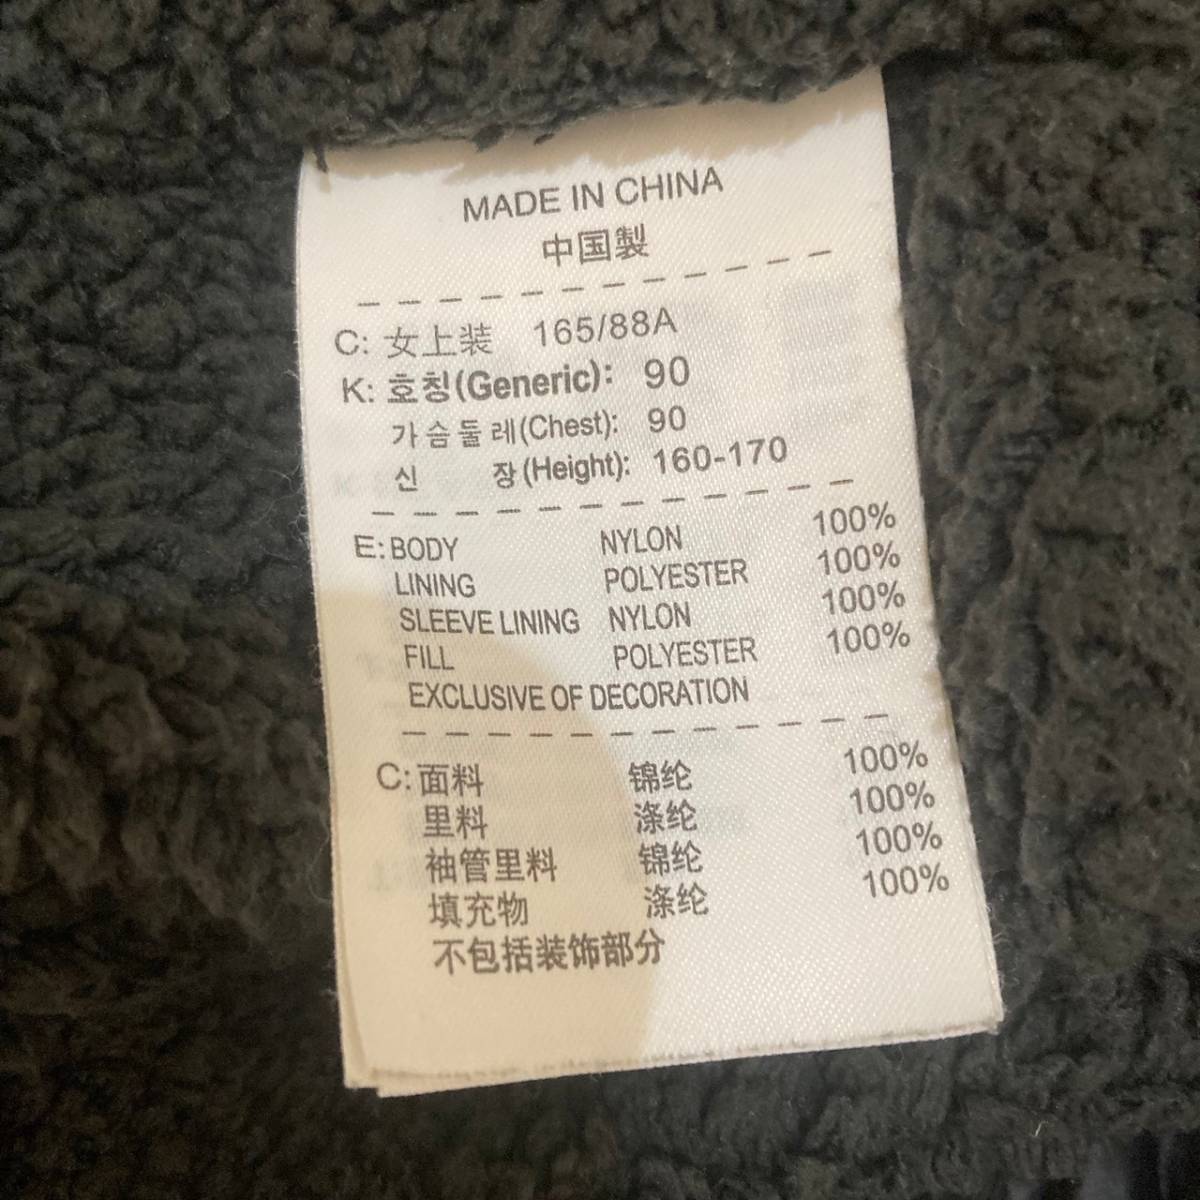 MADE IN CHINA
中国製
C: 女上装 165/88A
K: 호칭(Generic): 90
가슴둘레(Chest): 90
신 장(Height): 160-170
E: BODY NYLON 100%
LINING POLYESTER 100%
SLEEVE LINING NYLON 100%
FILL POLYESTER 100%
EXCLUSIVE OF DECORATION
C: 面料 锦纶 100%
里料 涤纶 100%
袖管里料 锦纶 100%
填充物 涤纶 100%
不包括装饰部分